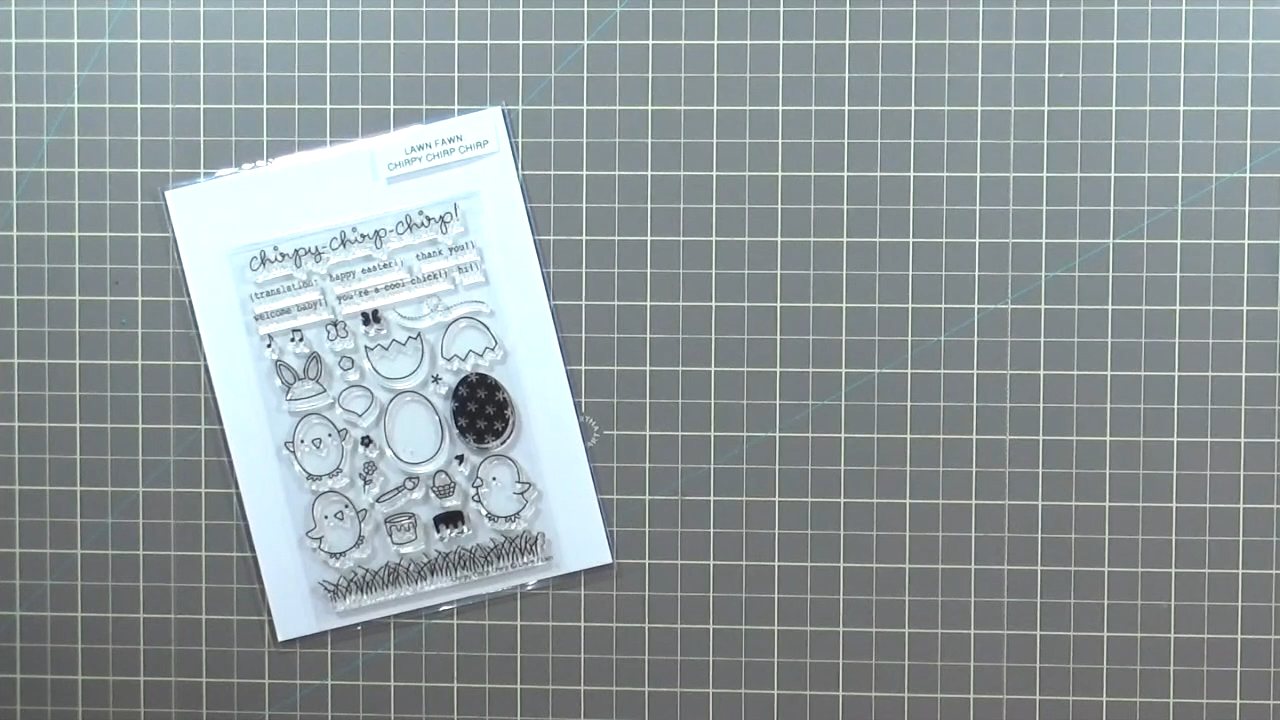 LAWN FAWN
CHIRPY CHIRP CHIRP
chirpy-chirp-chirp!
(translation: happy easter!) thank you!)
welcome baby!) you're a cool chick!) hi!)